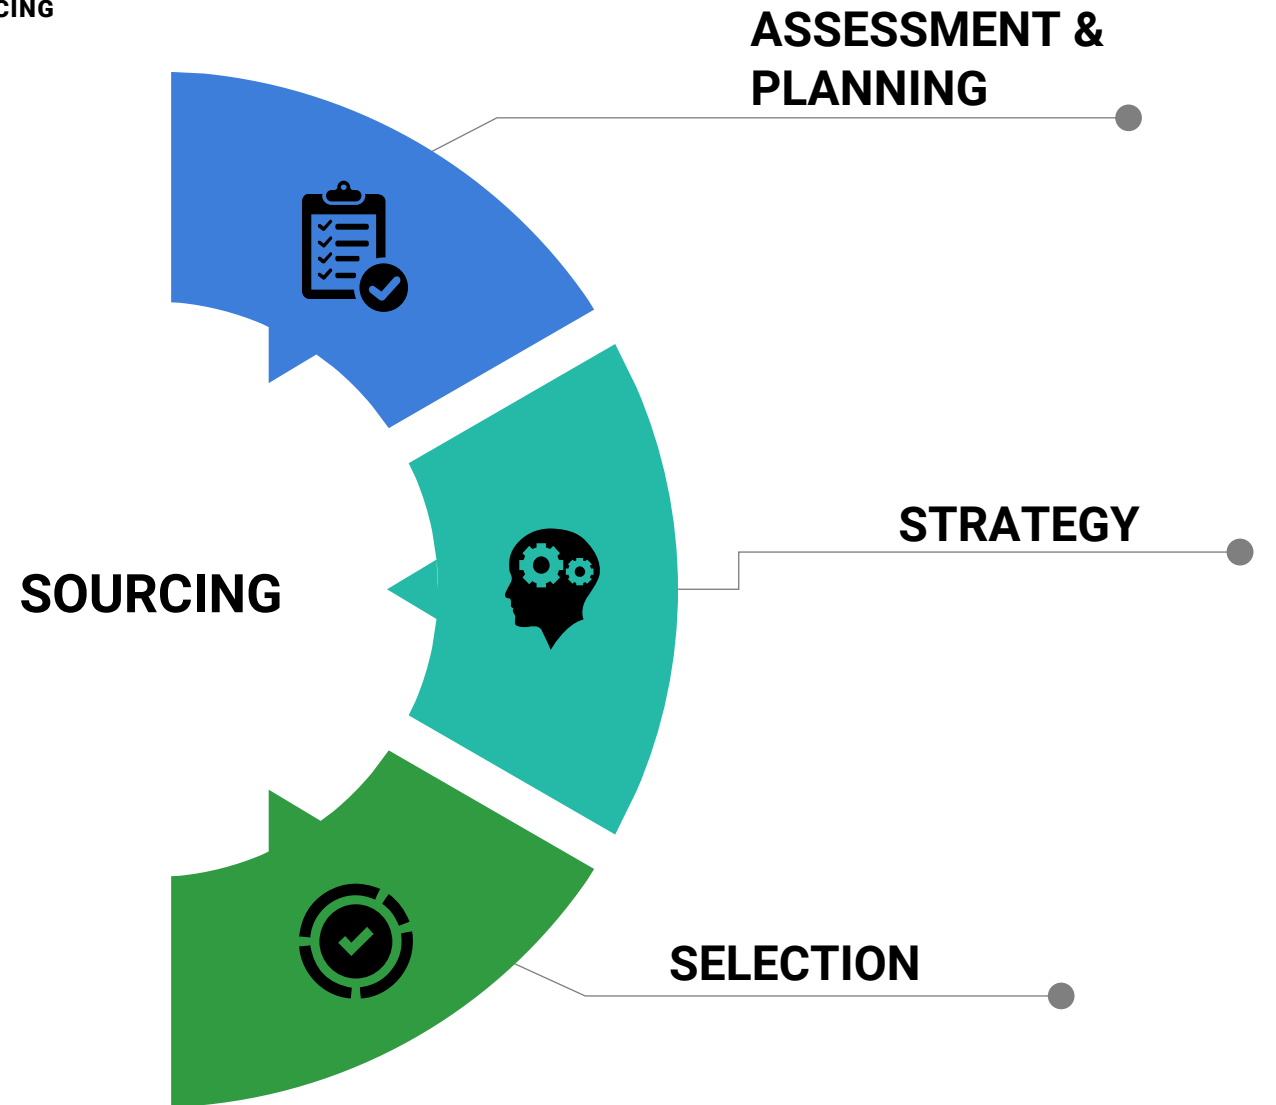 CING
ASSESSMENT &
PLANNING
STRATEGY
SOURCING
SELECTION